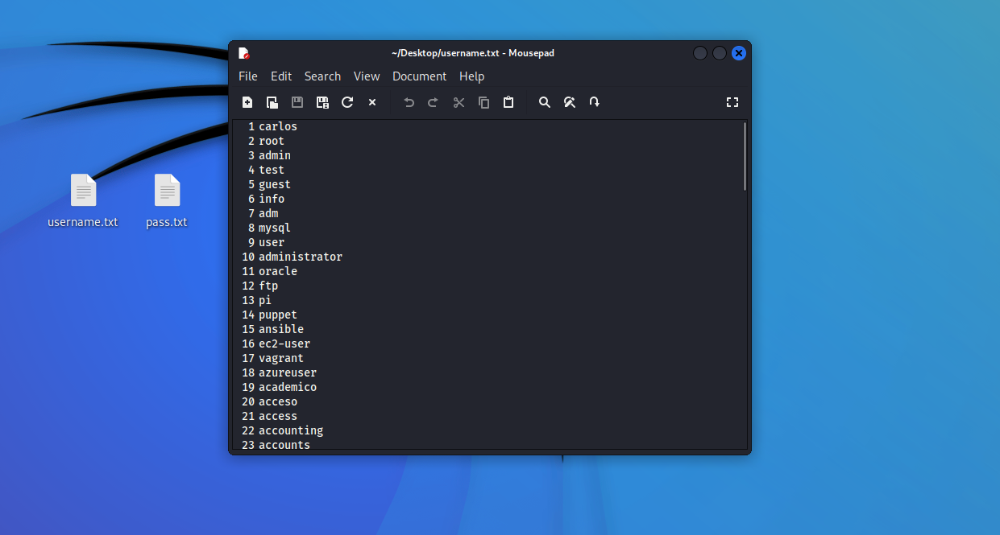 ~/Desktop/username.txt - Mousepad
File Edit Search View Document Help
1 carlos
2 root
3 admin
4 test
5 guest
6 info
7 adm
8 mysql
9 user
10 administrator
11 oracle
12 ftp
13 pi
14 puppet
15 ansible
16 ec2-user
17 vagrant
18 azureuser
19 academico
20 acceso
21 access
22 accounting
23 accounts
username.txt
pass.txt